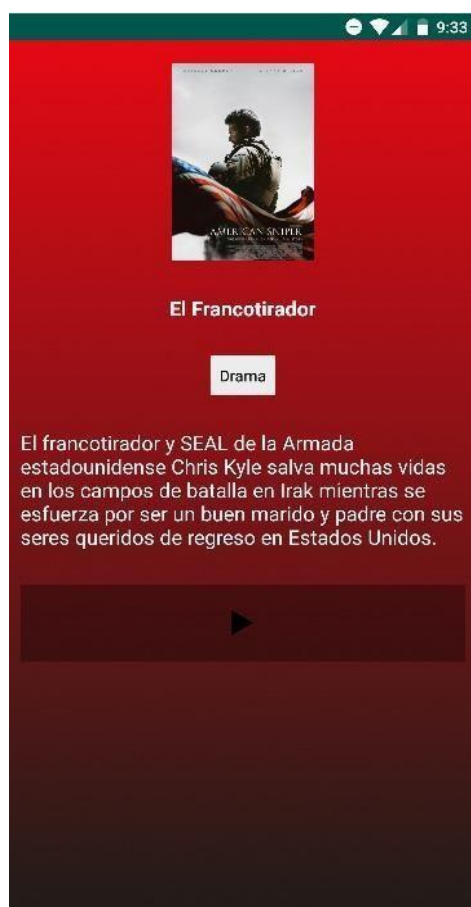 9:33
AMERICAN SNIPER
El Francotirador
Drama
El francotirador y SEAL de la Armada
estadounidense Chris Kyle salva muchas vidas
en los campos de batalla en Irak mientras se
esfuerza por ser un buen marido y padre con sus
seres queridos de regreso en Estados Unidos.